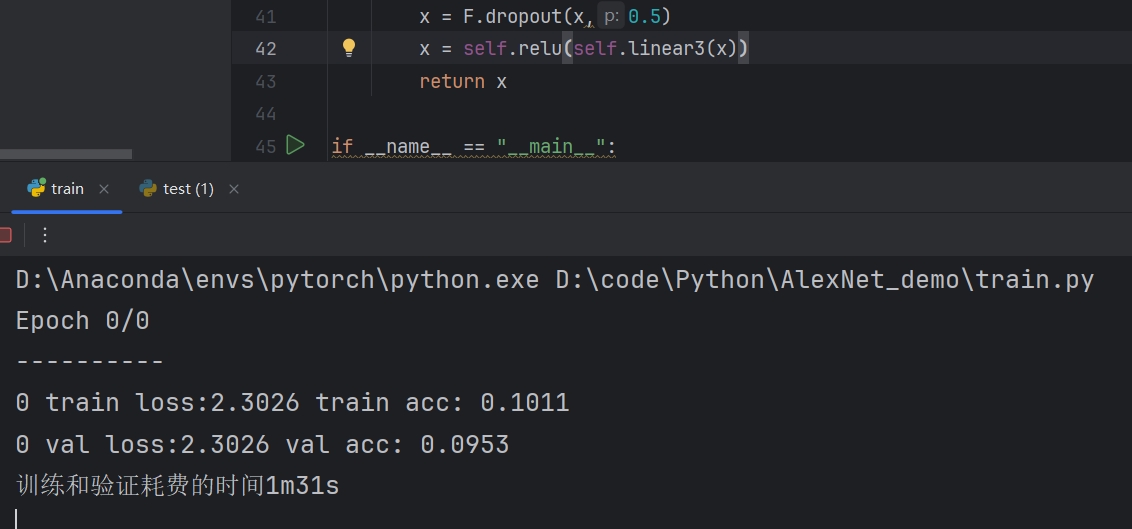 41 x = F.dropout(x, p: 0.5)
42 x = self.relu(self.linear3(x))
43 return x
44
45 if __name__ == "__main__":
train × test (1) ×
D:\Anaconda\envs\pytorch\python.exe D:\code\Python\AlexNet_demo\train.py
Epoch 0/0
----------
0 train loss:2.3026 train acc: 0.1011
0 val loss:2.3026 val acc: 0.0953
训练和验证耗费的时间1m31s